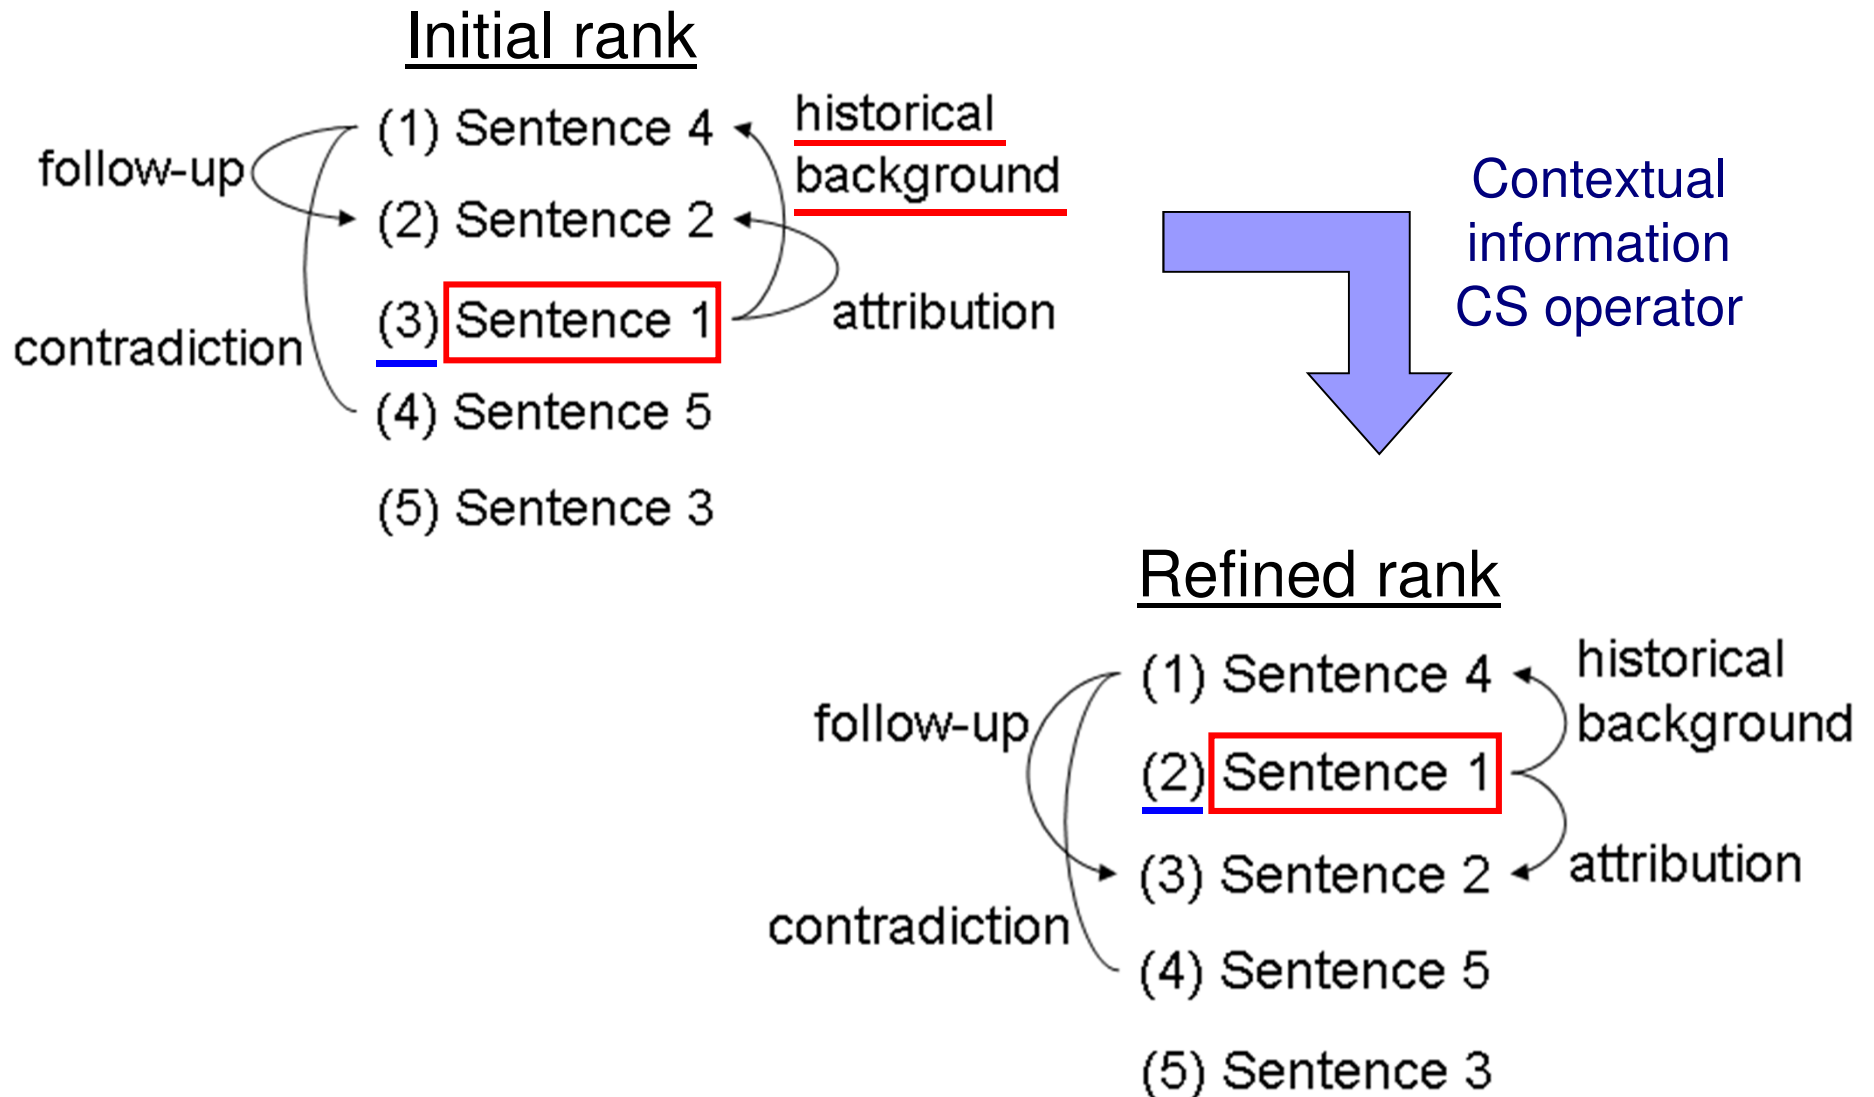 Initial rank
(1) Sentence 4
historical
background
follow-up
(2) Sentence 2
(3) Sentence 1
attribution
contradiction
(4) Sentence 5
(5) Sentence 3
Contextual
information
CS operator
Refined rank
(1) Sentence 4
historical
background
follow-up
(2) Sentence 1
(3) Sentence 2
attribution
contradiction
(4) Sentence 5
(5) Sentence 3